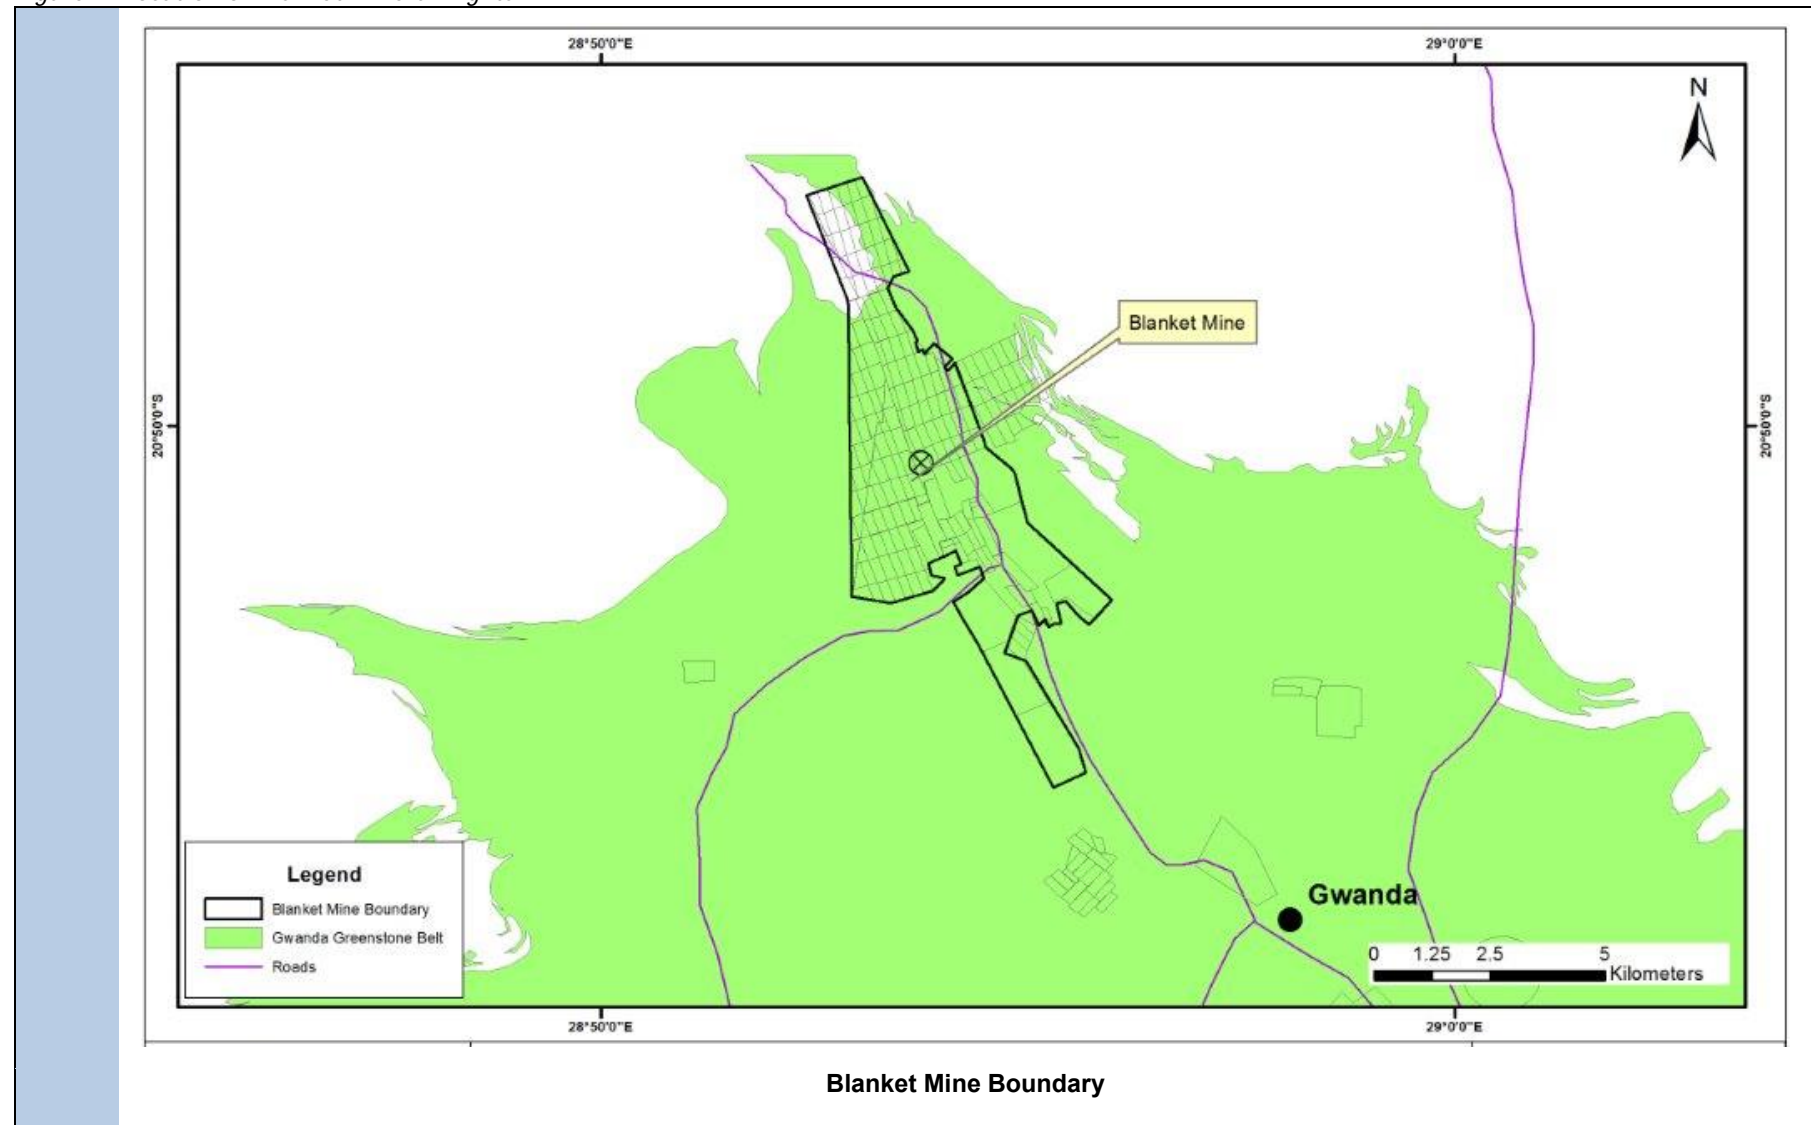 28°50'0"E
29°0'0"E
N
Blanket Mine
20°50'0"S
20°50'0"S
Legend
Blanket Mine Boundary
Gwanda Greenstone Belt
Roads
Gwanda
0 1.25 2.5 5
Kilometers
28°50'0"E
29°0'0"E
Blanket Mine Boundary